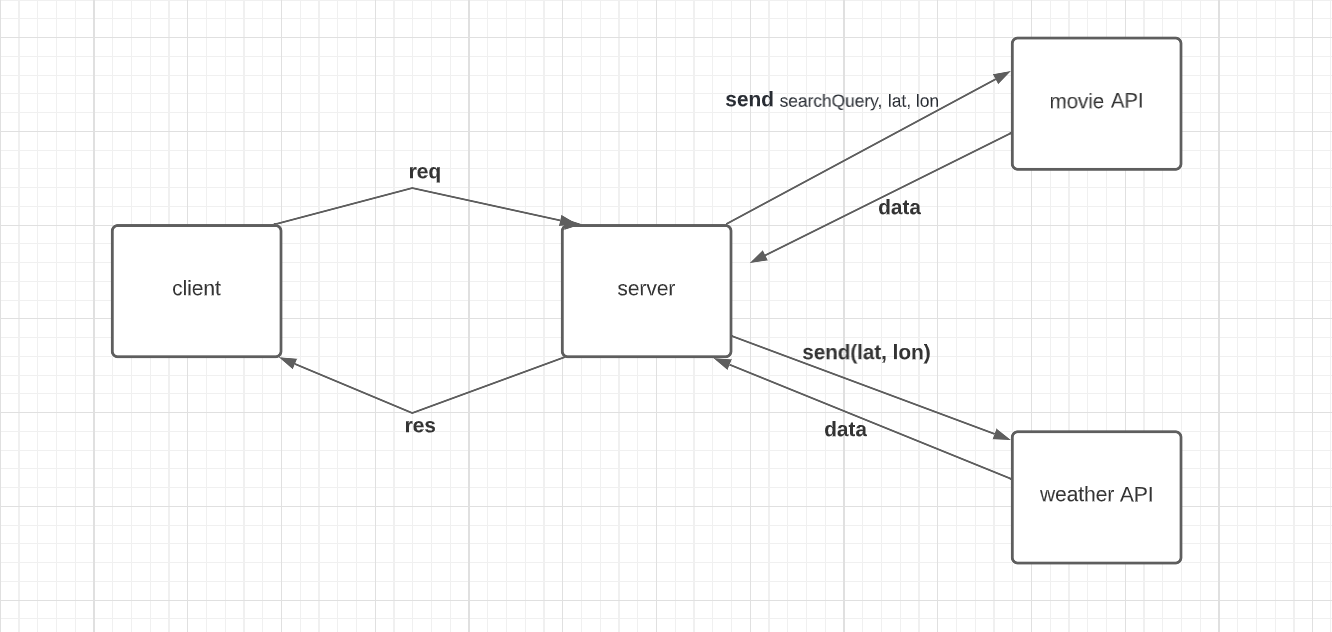 movie API
send searchQuery, lat, lon
req
data
client
server
send(lat, lon)
res
data
weather API